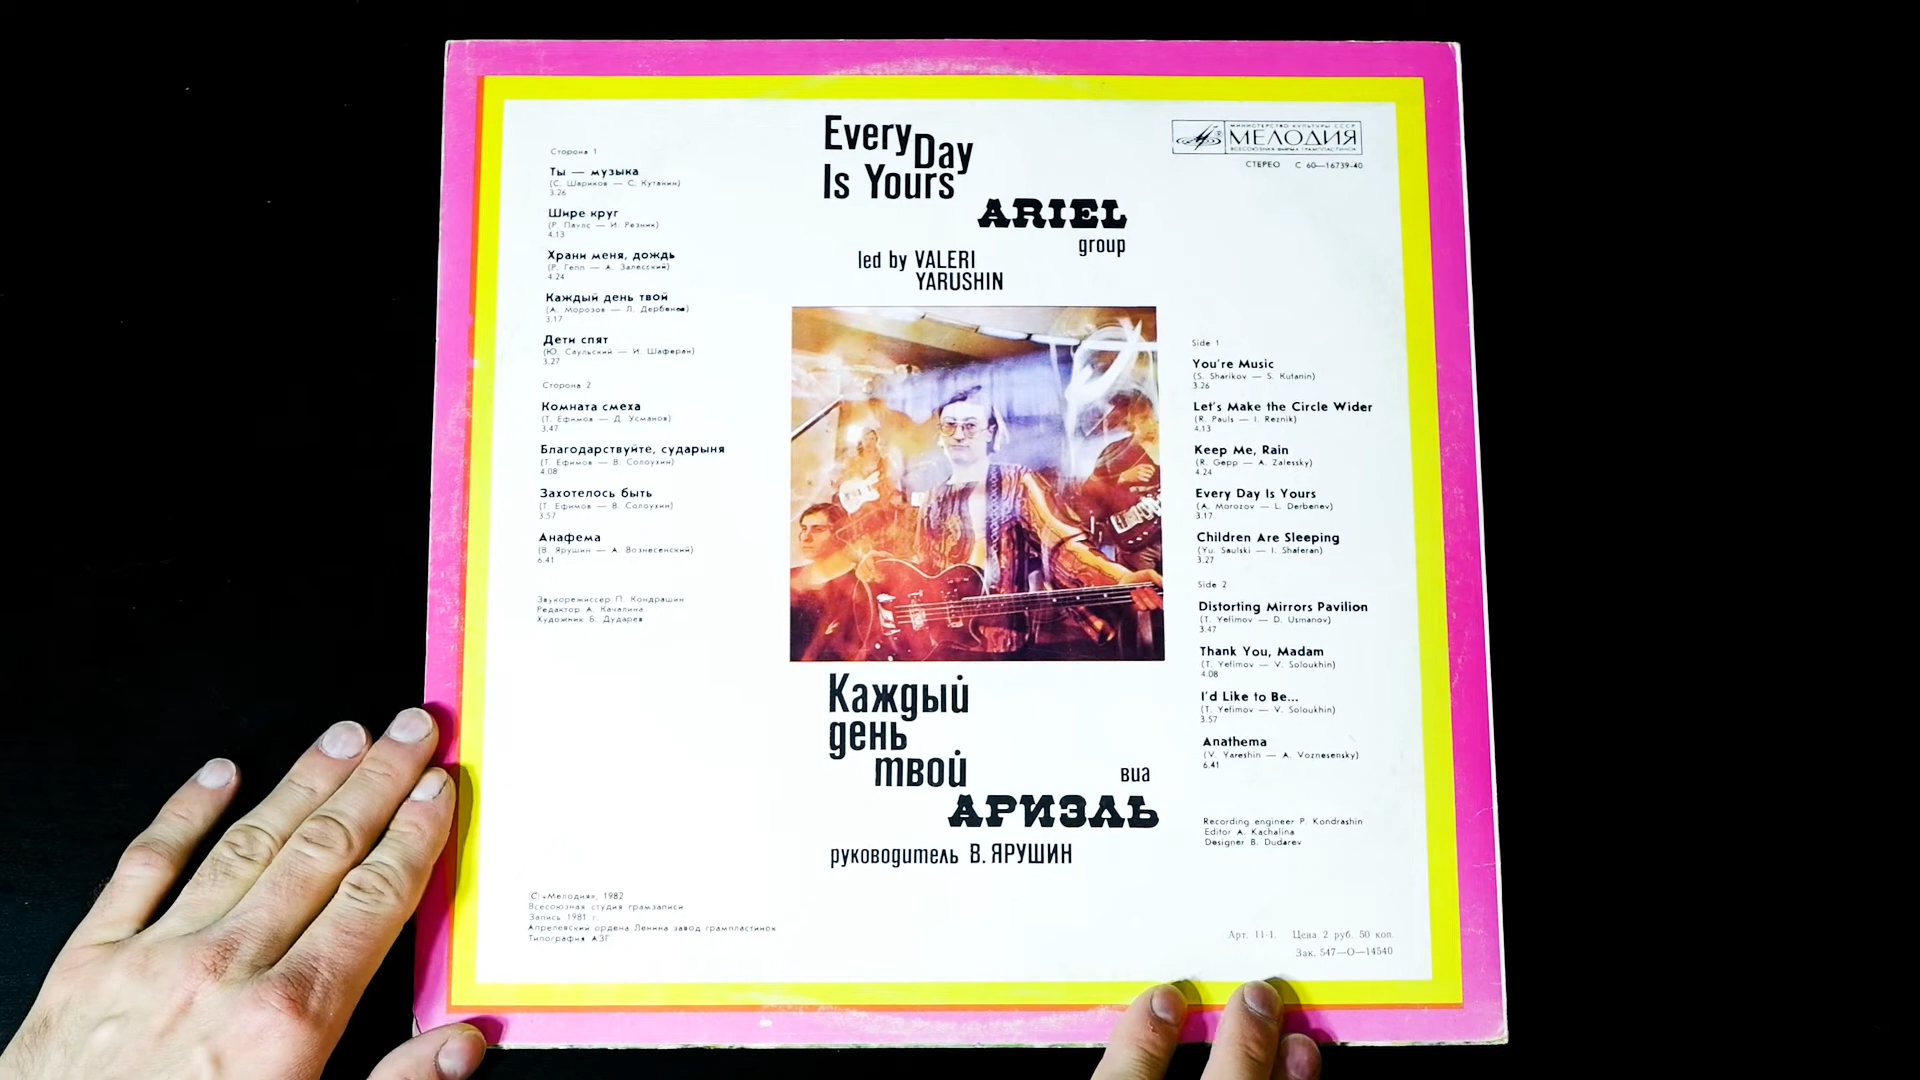 Every Day
Is Yours
ARIEL
group
led by VALERI
YARUSHIN
МИНИСТЕРСТВО КУЛЬТУРЫ СССР
МЕЛОДИЯ
ВСЕСОЮЗНАЯ ФИРМА ГРАМПЛАСТИНОК
СТЕРЕО С 60—16739-40
Сторона 1
Ты — музыка
(С. Шариков — С. Кутанин)
3.26
Шире круг
(Р. Паулс — И. Резник)
4.13
Храни меня, дождь
(Р. Гепп — А. Залесский)
4.24
Каждый день твой
(А. Морозов — Л. Дербенев)
3.17
Дети спят
(Ю. Саульский — И. Шаферан)
3.27
Сторона 2
Комната смеха
(Т. Ефимов — Д. Усманов)
3.47
Благодарствуйте, сударыня
(Т. Ефимов — В. Солоухин)
4.08
Захотелось быть
(Т. Ефимов — В. Солоухин)
3.57
Анафема
(В. Ярушин — А. Вознесенский)
6.41
Звукорежиссер П. Кондрашин
Редактор А. Качалина
Художник Б. Дударев
Side 1
You're Music
(S. Sharikov — S. Kutanin)
3.26
Let's Make the Circle Wider
(R. Pauls — I. Reznik)
4.13
Keep Me, Rain
(R. Gepp — A. Zalessky)
4.24
Every Day Is Yours
(A. Morozov — L. Derbenev)
3.17
Children Are Sleeping
(Yu. Saulski — I. Shaferan)
3.27
Side 2
Distorting Mirrors Pavilion
(T. Yefimov — D. Usmanov)
3.47
Thank You, Madam
(T. Yefimov — V. Soloukhin)
4.08
I'd Like to Be...
(T. Yefimov — V. Soloukhin)
3.57
Anathema
(V. Yareshin — A. Voznesensky)
6.41
Recording engineer P. Kondrashin
Editor A. Kachalina
Designer B. Dudarev
Каждый
день
твой
виа
АРИЭЛЬ
руководитель В. ЯРУШИН
© «Мелодия», 1982
Всесоюзная студия грамзаписи
Запись 1981 г.
Апрелевский ордена Ленина завод грампластинок
Типография АЗГ
Арт. 11-1. Цена 2 руб. 50 коп.
Зак. 547—О—14540